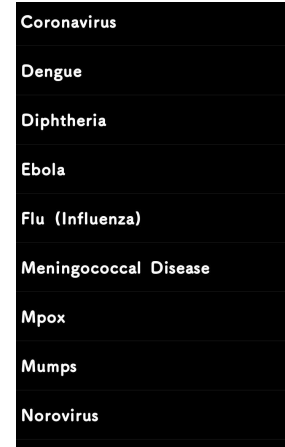 Coronavirus
Dengue
Diphtheria
Ebola
Flu (Influenza)
Meningococcal Disease
Mpox
Mumps
Norovirus